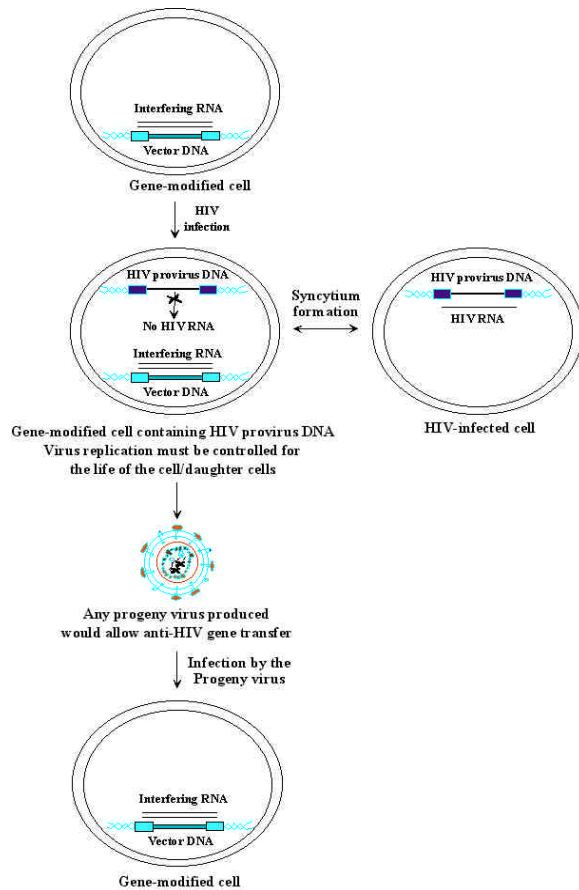 Interfering RNA
Vector DNA
Gene-modified cell
HIV
infection
HIV provirus DNA
No HIV RNA
Interfering RNA
Vector DNA
Syncytium
formation
HIV provirus DNA
HIV RNA
HIV-infected cell
Gene-modified cell containing HIV provirus DNA
Virus replication must be controlled for
the life of the cell/daughter cells
Any progeny virus produced
would allow anti-HIV gene transfer
Infection by the
Progeny virus
Interfering RNA
Vector DNA
Gene-modified cell